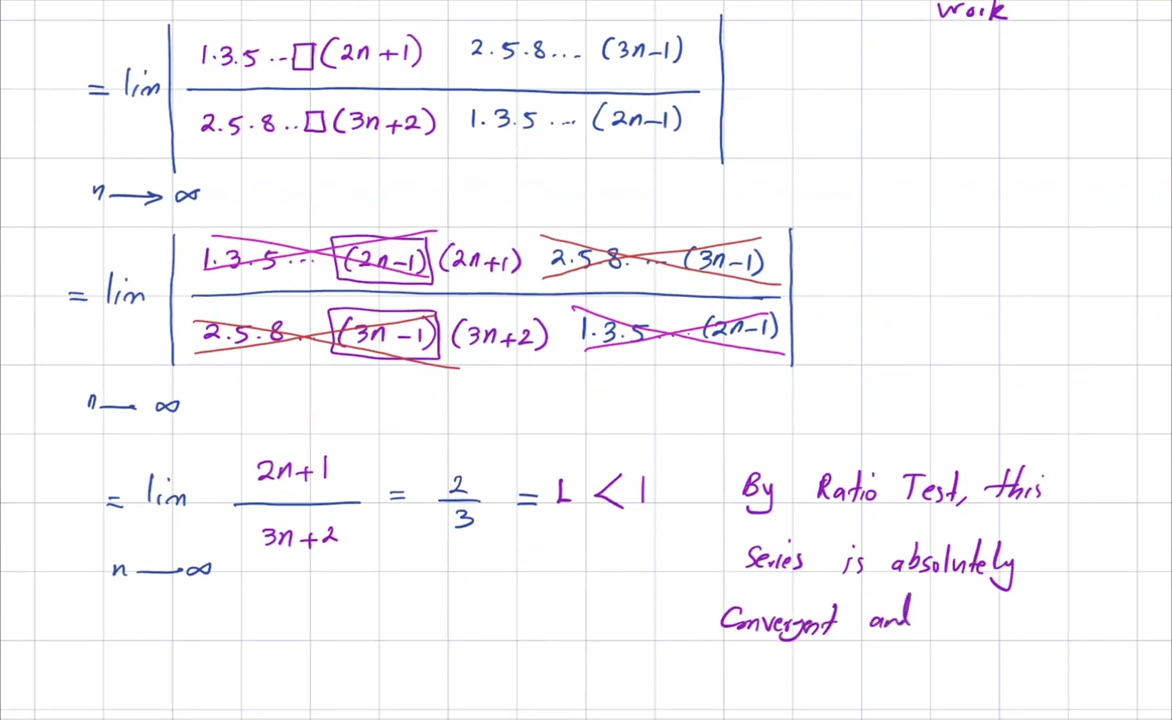 work
= lim | 1.3.5 ..□(2n+1) 2.5.8... (3n-1) |
2.5.8..□(3n+2) 1.3.5 ... (2n-1)
n → ∞
= lim | 1.3.5... (2n-1) (2n+1) 2.5.8. ... (3n-1) |
2.5.8.. (3n-1) (3n+2) 1.3.5 ... (2n-1)
n — ∞
= lim 2n+1 / 3n+2 = 2/3 = L < 1 By Ratio Test, this
n — ∞ Series is absolutely
Convergent and